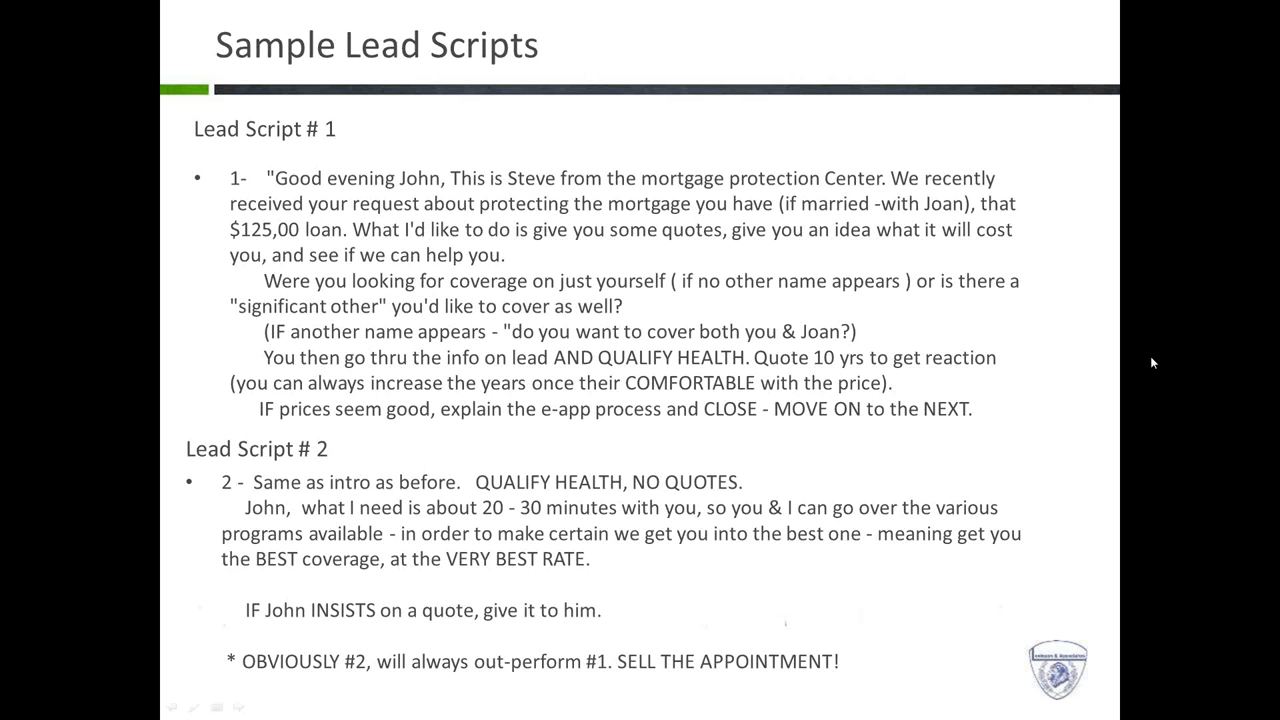 Sample Lead Scripts
Lead Script # 1
• 1- "Good evening John, This is Steve from the mortgage protection Center. We recently
received your request about protecting the mortgage you have (if married -with Joan), that
$125,00 loan. What I'd like to do is give you some quotes, give you an idea what it will cost
you, and see if we can help you.
Were you looking for coverage on just yourself ( if no other name appears ) or is there a
"significant other" you'd like to cover as well?
(IF another name appears - "do you want to cover both you & Joan?)
You then go thru the info on lead AND QUALIFY HEALTH. Quote 10 yrs to get reaction
(you can always increase the years once their COMFORTABLE with the price).
IF prices seem good, explain the e-app process and CLOSE - MOVE ON to the NEXT.
Lead Script # 2
• 2 - Same as intro as before. QUALIFY HEALTH, NO QUOTES.
John, what I need is about 20 - 30 minutes with you, so you & I can go over the various
programs available - in order to make certain we get you into the best one - meaning get you
the BEST coverage, at the VERY BEST RATE.
IF John INSISTS on a quote, give it to him.
* OBVIOUSLY #2, will always out-perform #1. SELL THE APPOINTMENT!
& Associates